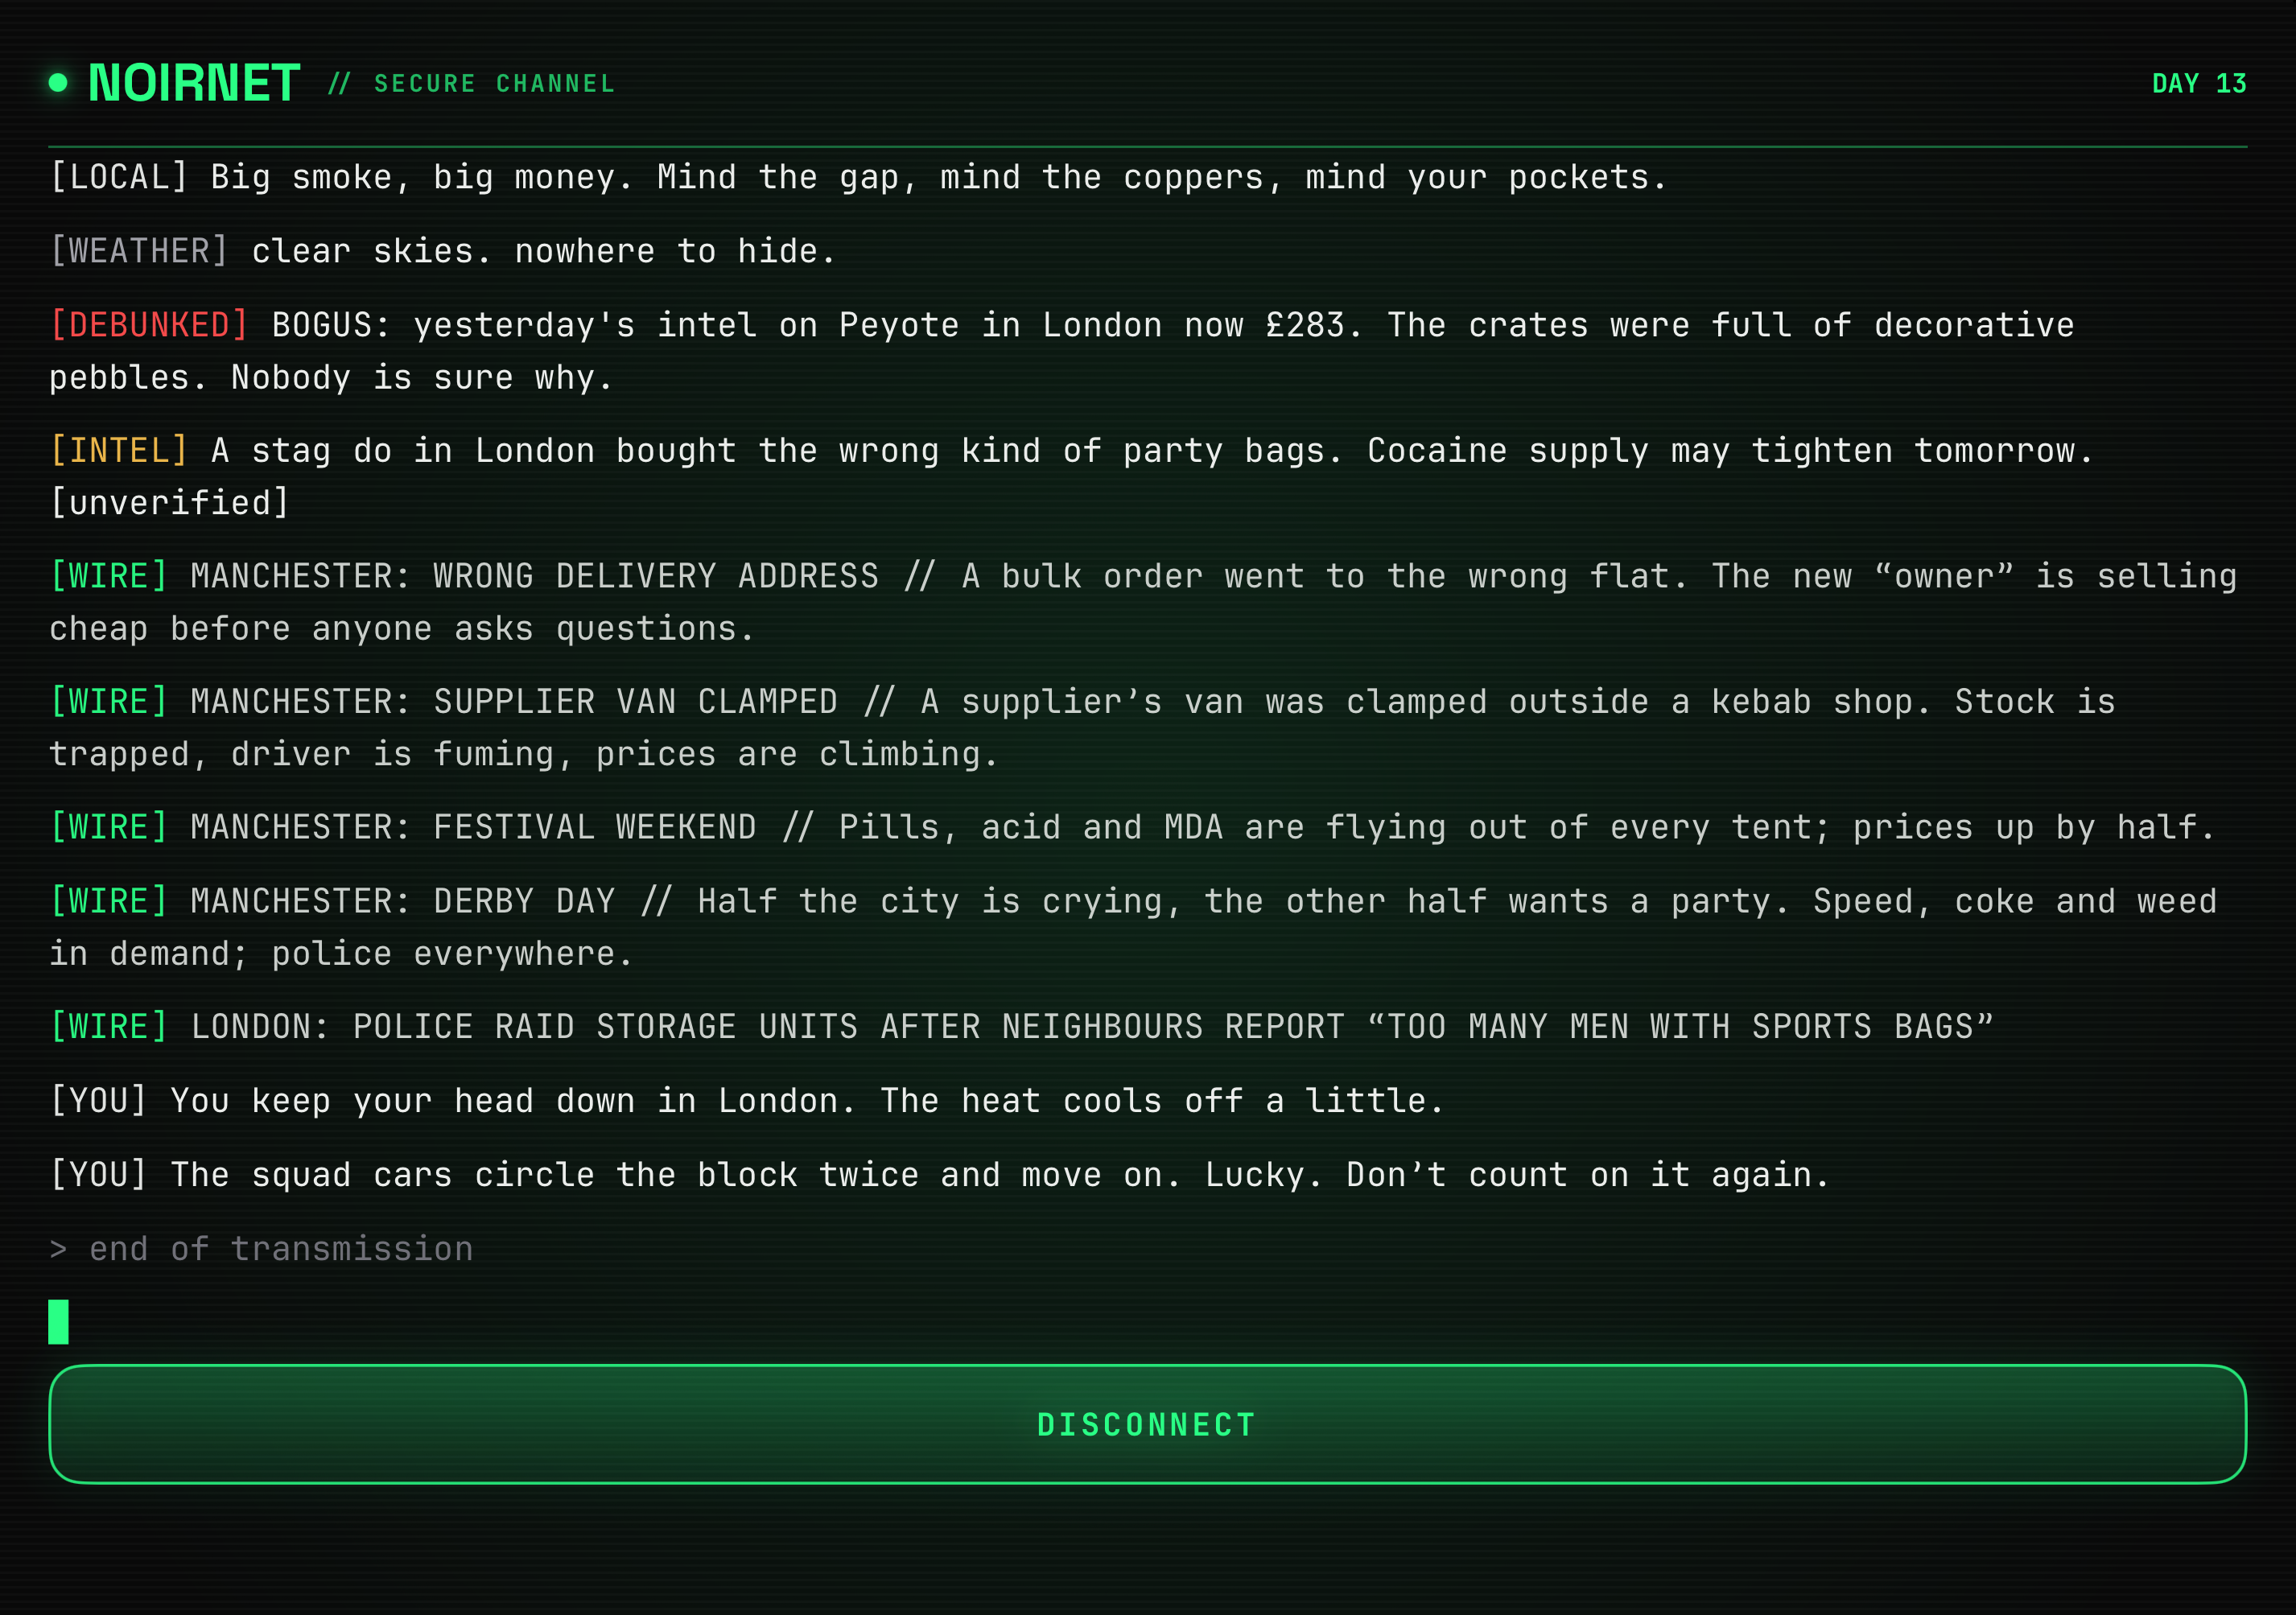 NOIRNET // SECURE CHANNEL DAY 13
[LOCAL] Big smoke, big money. Mind the gap, mind the coppers, mind your pockets.
[WEATHER] clear skies. nowhere to hide.
[DEBUNKED] BOGUS: yesterday's intel on Peyote in London now £283. The crates were full of decorative
pebbles. Nobody is sure why.
[INTEL] A stag do in London bought the wrong kind of party bags. Cocaine supply may tighten tomorrow.
[unverified]
[WIRE] MANCHESTER: WRONG DELIVERY ADDRESS // A bulk order went to the wrong flat. The new “owner” is selling
cheap before anyone asks questions.
[WIRE] MANCHESTER: SUPPLIER VAN CLAMPED // A supplier’s van was clamped outside a kebab shop. Stock is
trapped, driver is fuming, prices are climbing.
[WIRE] MANCHESTER: FESTIVAL WEEKEND // Pills, acid and MDA are flying out of every tent; prices up by half.
[WIRE] MANCHESTER: DERBY DAY // Half the city is crying, the other half wants a party. Speed, coke and weed
in demand; police everywhere.
[WIRE] LONDON: POLICE RAID STORAGE UNITS AFTER NEIGHBOURS REPORT “TOO MANY MEN WITH SPORTS BAGS”
[YOU] You keep your head down in London. The heat cools off a little.
[YOU] The squad cars circle the block twice and move on. Lucky. Don’t count on it again.
> end of transmission
DISCONNECT